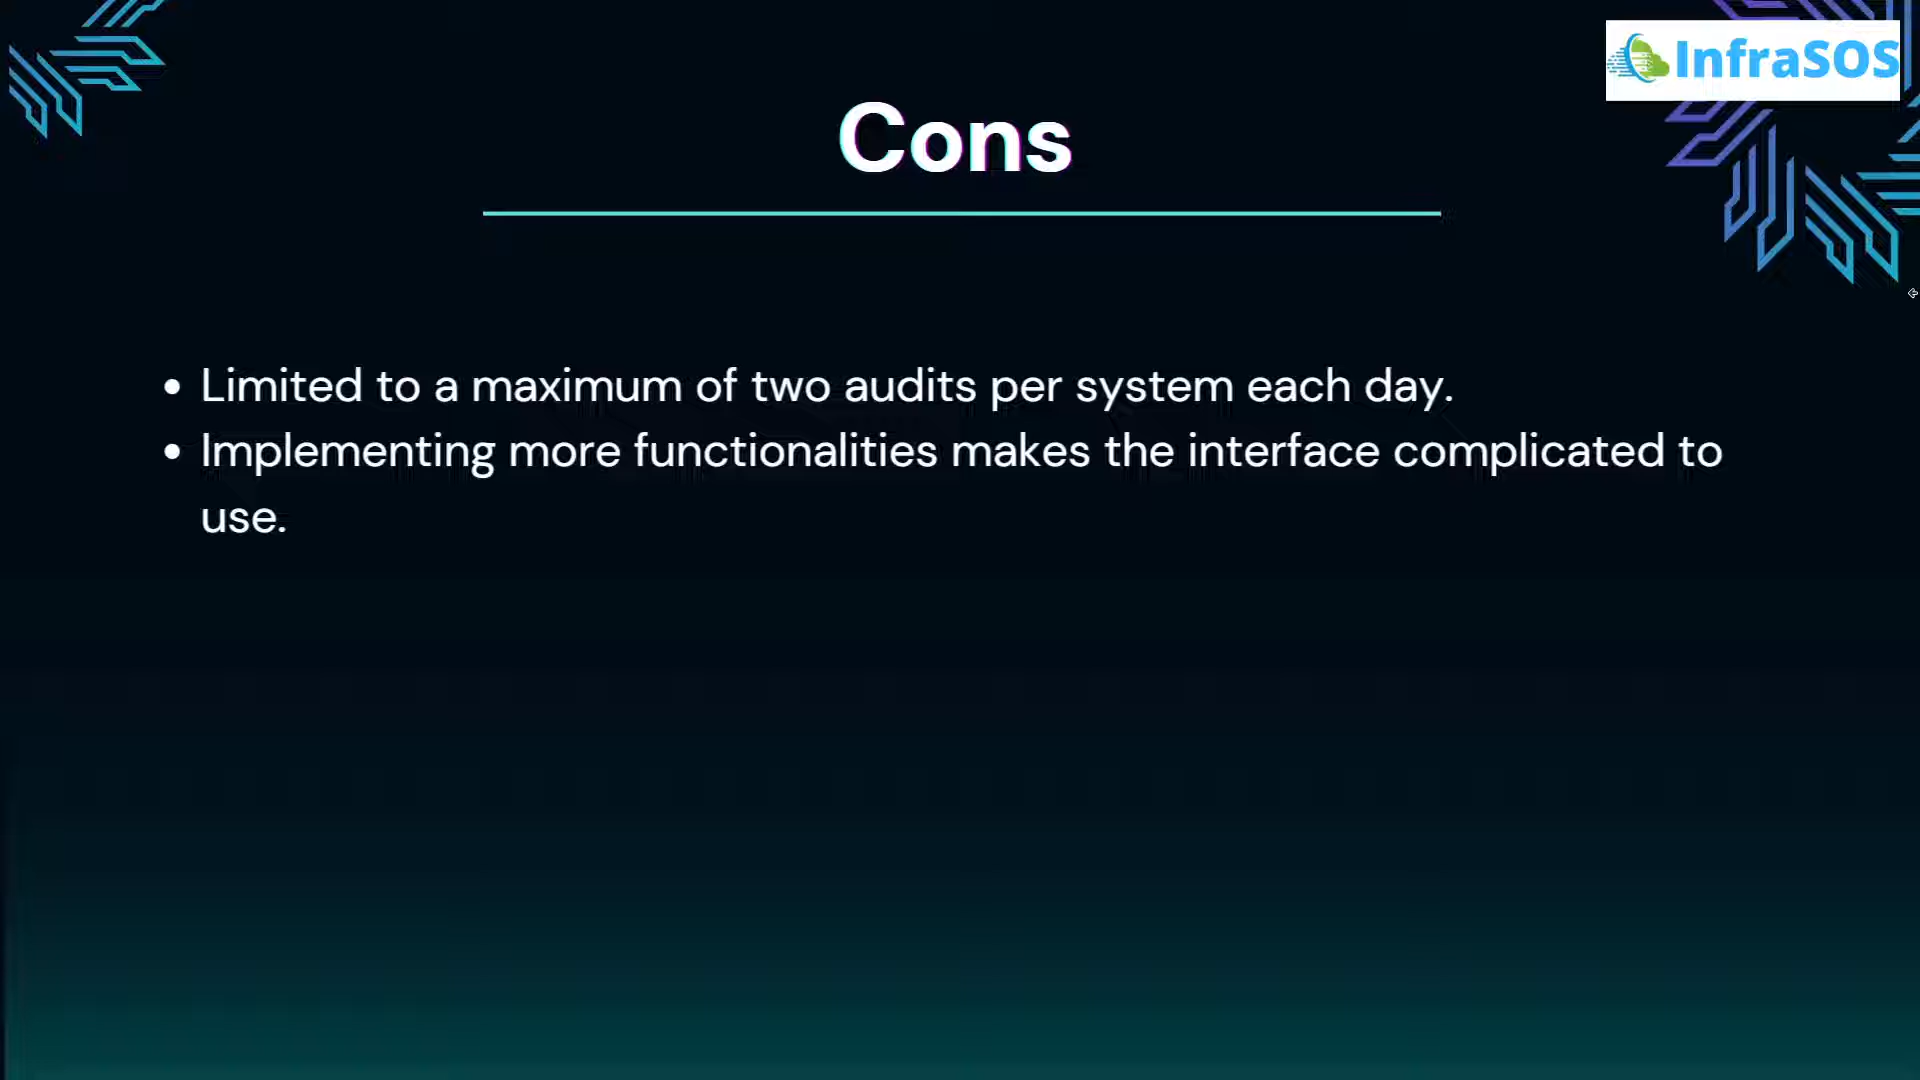 InfraSOS
Cons
• Limited to a maximum of two audits per system each day.
• Implementing more functionalities makes the interface complicated to
use.